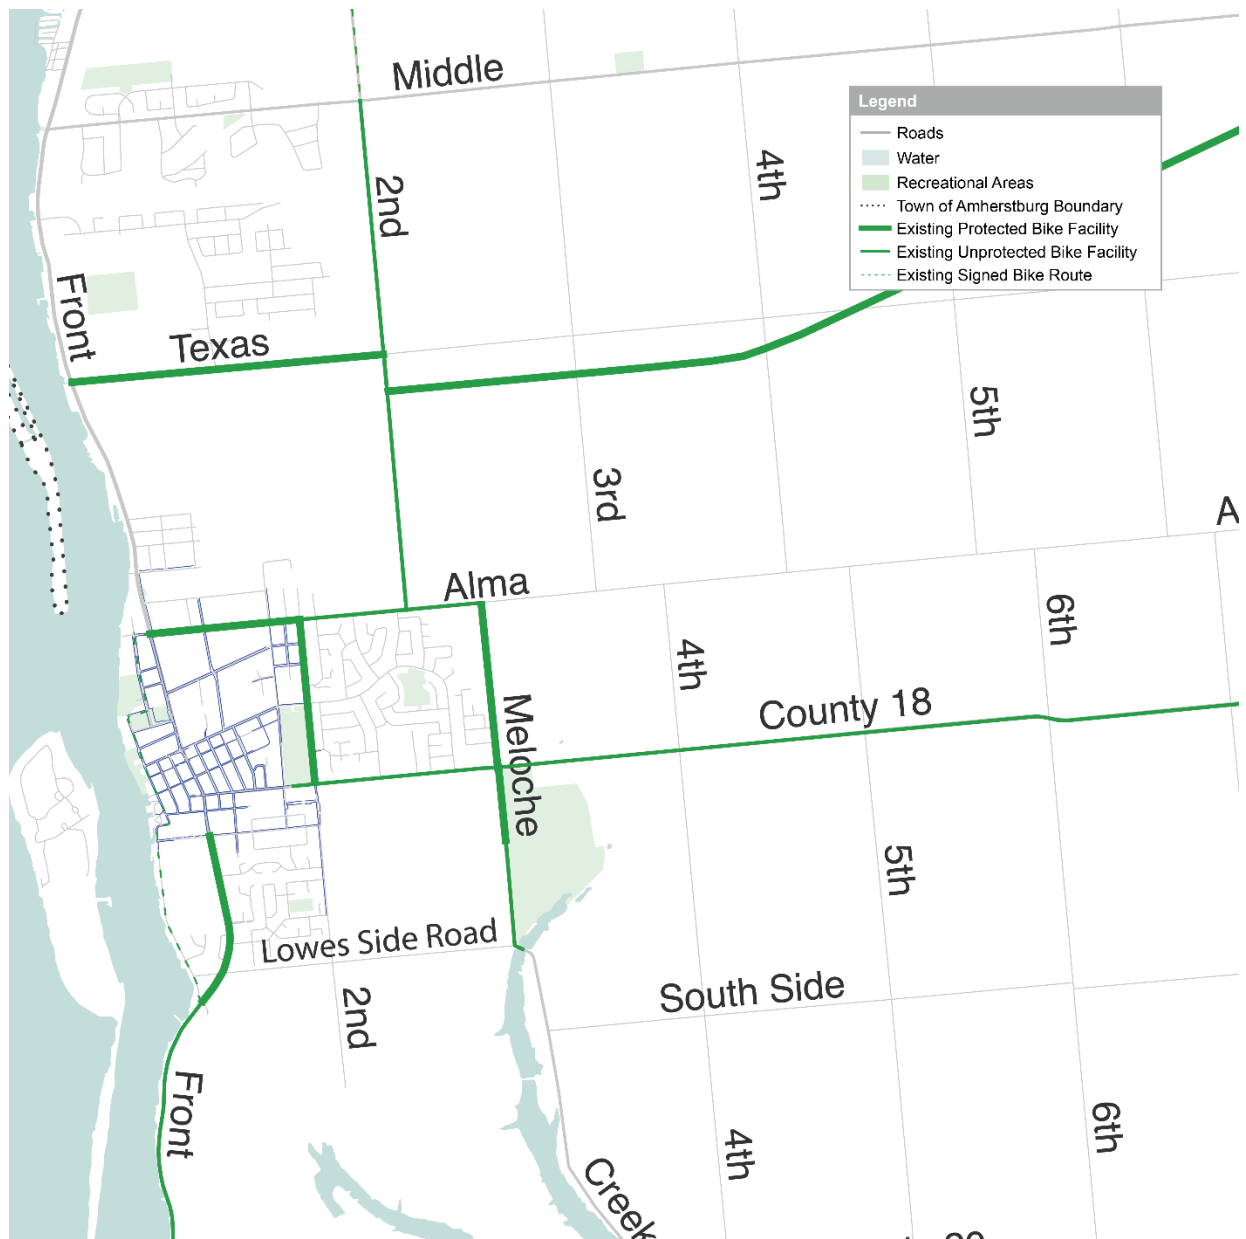 Middle
Legend
Roads
Water
Recreational Areas
Town of Amherstburg Boundary
Existing Protected Bike Facility
Existing Unprotected Bike Facility
Existing Signed Bike Route
4th
2nd
Front
Texas
5th
3rd
A
Alma
6th
4th
County 18
Meloche
5th
Lowes Side Road
South Side
2nd
Front
6th
4th
Creek